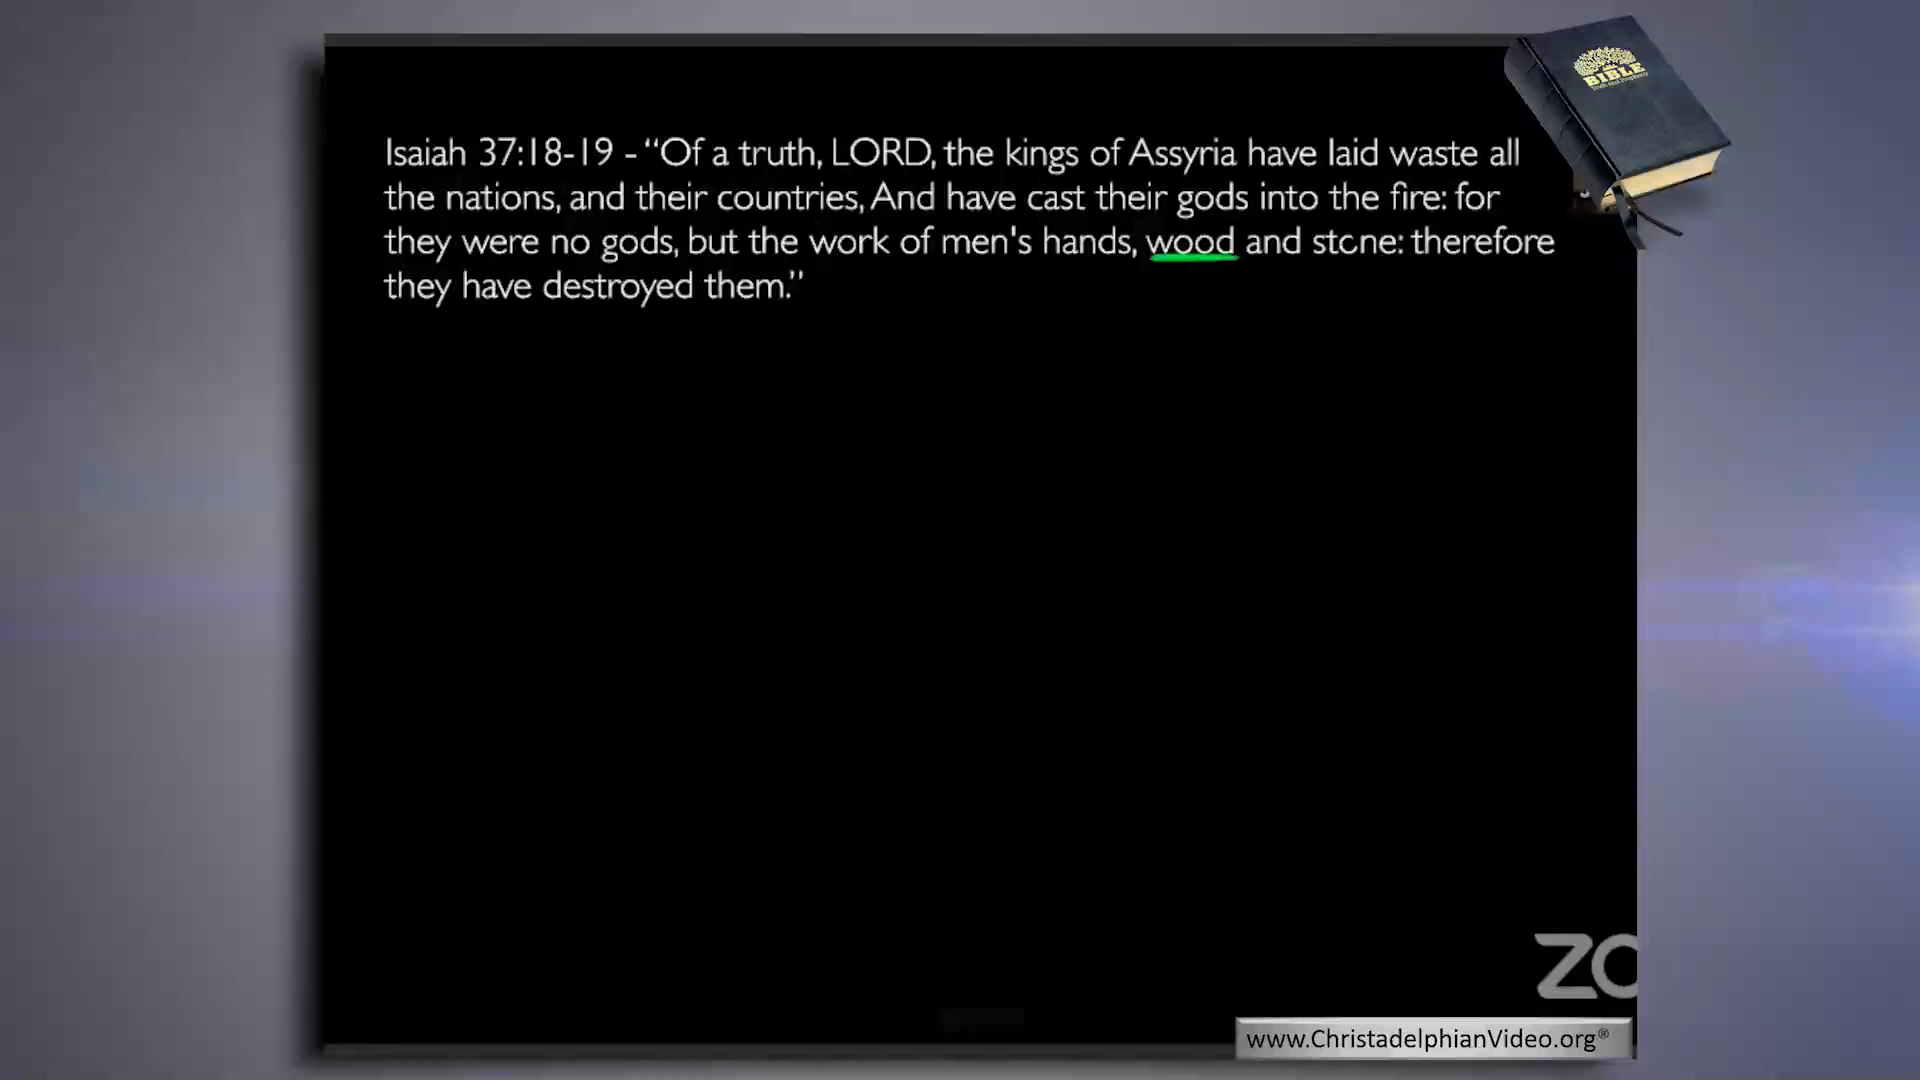 Isaiah 37:18-19 - “Of a truth, LORD, the kings of Assyria have laid waste all
the nations, and their countries, And have cast their gods into the fire: for
they were no gods, but the work of men's hands, wood and stone: therefore
they have destroyed them.”
BIBLE
ZO
www.ChristadelphianVideo.org®